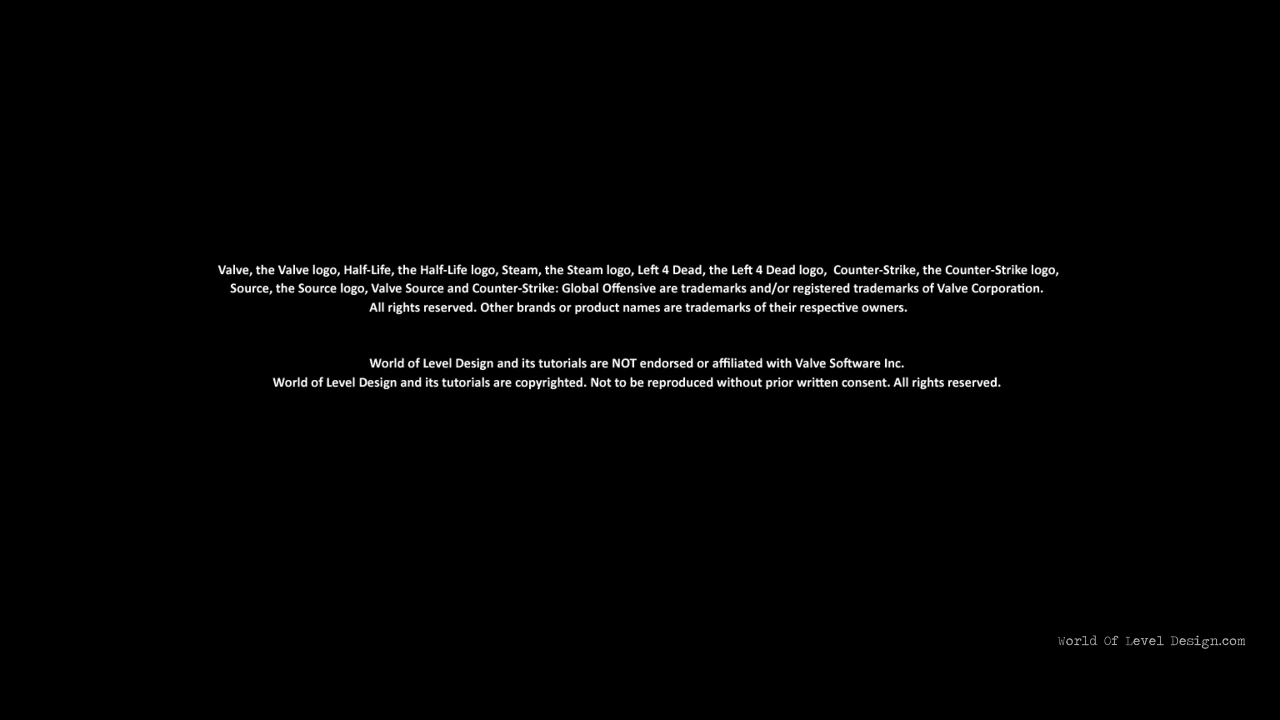 Valve, the Valve logo, Half-Life, the Half-Life logo, Steam, the Steam logo, Left 4 Dead, the Left 4 Dead logo,  Counter-Strike, the Counter-Strike logo,
Source, the Source logo, Valve Source and Counter-Strike: Global Offensive are trademarks and/or registered trademarks of Valve Corporation.
All rights reserved. Other brands or product names are trademarks of their respective owners.
World of Level Design and its tutorials are NOT endorsed or affiliated with Valve Software Inc.
World of Level Design and its tutorials are copyrighted. Not to be reproduced without prior written consent. All rights reserved.
World Of Level Design.com